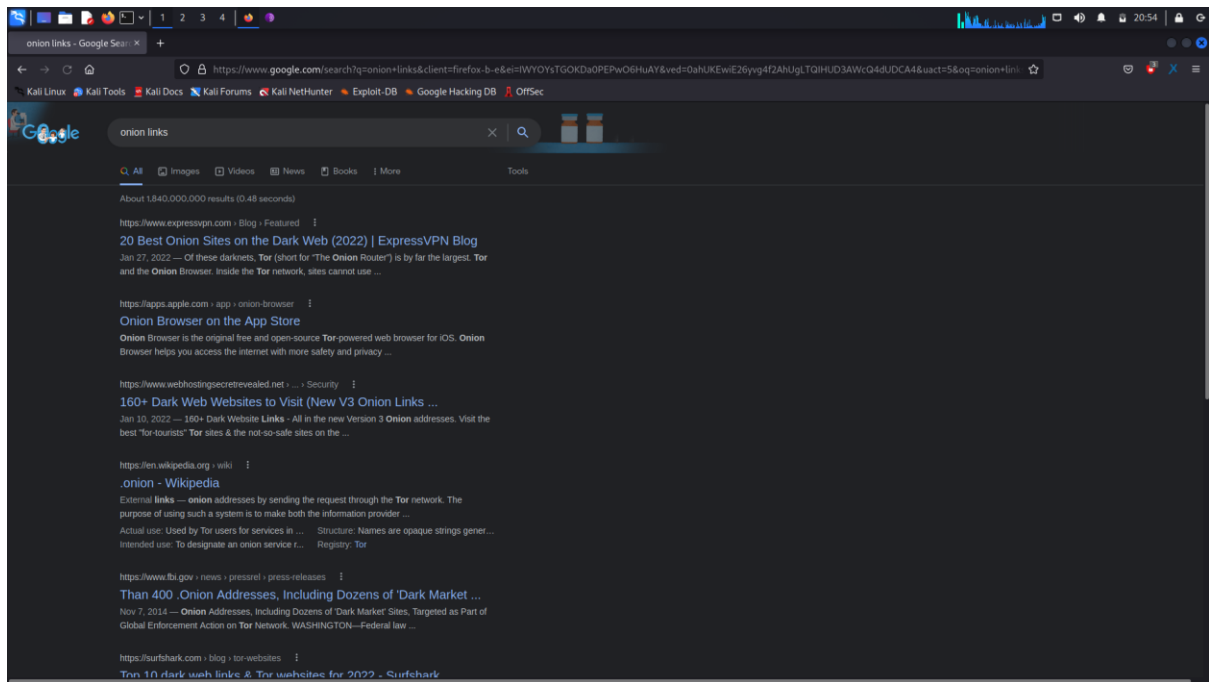 1 2 3 4
20:54
onion links - Google Sear
https://www.google.com/search?q=onion+links&client=firefox-b-e&ei=IWYOYsTGOKDa0PEPwO6HuAY&ved=0ahUKEwiE26yvg4f2AhUgLTQIHUD3AWcQ4dUDCA4&uact=5&oq=onion+lin
Kali Linux Kali Tools Kali Docs Kali Forums Kali NetHunter Exploit-DB Google Hacking DB OffSec
Google
onion links
All Images Videos News Books More Tools
About 1,840,000,000 results (0.48 seconds)
https://www.expressvpn.com › Blog › Featured
20 Best Onion Sites on the Dark Web (2022) | ExpressVPN Blog
Jan 27, 2022 — Of these darknets, Tor (short for "The Onion Router") is by far the largest. Tor
and the Onion Browser. Inside the Tor network, sites cannot use ...
https://apps.apple.com › app › onion-browser
Onion Browser on the App Store
Onion Browser is the original free and open-source Tor-powered web browser for iOS. Onion
Browser helps you access the internet with more safety and privacy ...
https://www.webhostingsecretrevealed.net › ... › Security
160+ Dark Web Websites to Visit (New V3 Onion Links ...
Jan 10, 2022 — 160+ Dark Website Links - All in the new Version 3 Onion addresses. Visit the
best "for-tourists" Tor sites & the not-so-safe sites on the ...
https://en.wikipedia.org › wiki
.onion - Wikipedia
External links — onion addresses by sending the request through the Tor network. The
purpose of using such a system is to make both the information provider ...
Actual use: Used by Tor users for services in ... Structure: Names are opaque strings gener...
Intended use: To designate an onion service r... Registry: Tor
https://www.fbi.gov › news › pressrel › press-releases
Than 400 .Onion Addresses, Including Dozens of 'Dark Market ...
Nov 7, 2014 — Onion Addresses, Including Dozens of 'Dark Market' Sites, Targeted as Part of
Global Enforcement Action on Tor Network. WASHINGTON—Federal law ...
https://surfshark.com › blog › tor-websites
Top 10 dark web links & Tor websites for 2022 - Surfshark